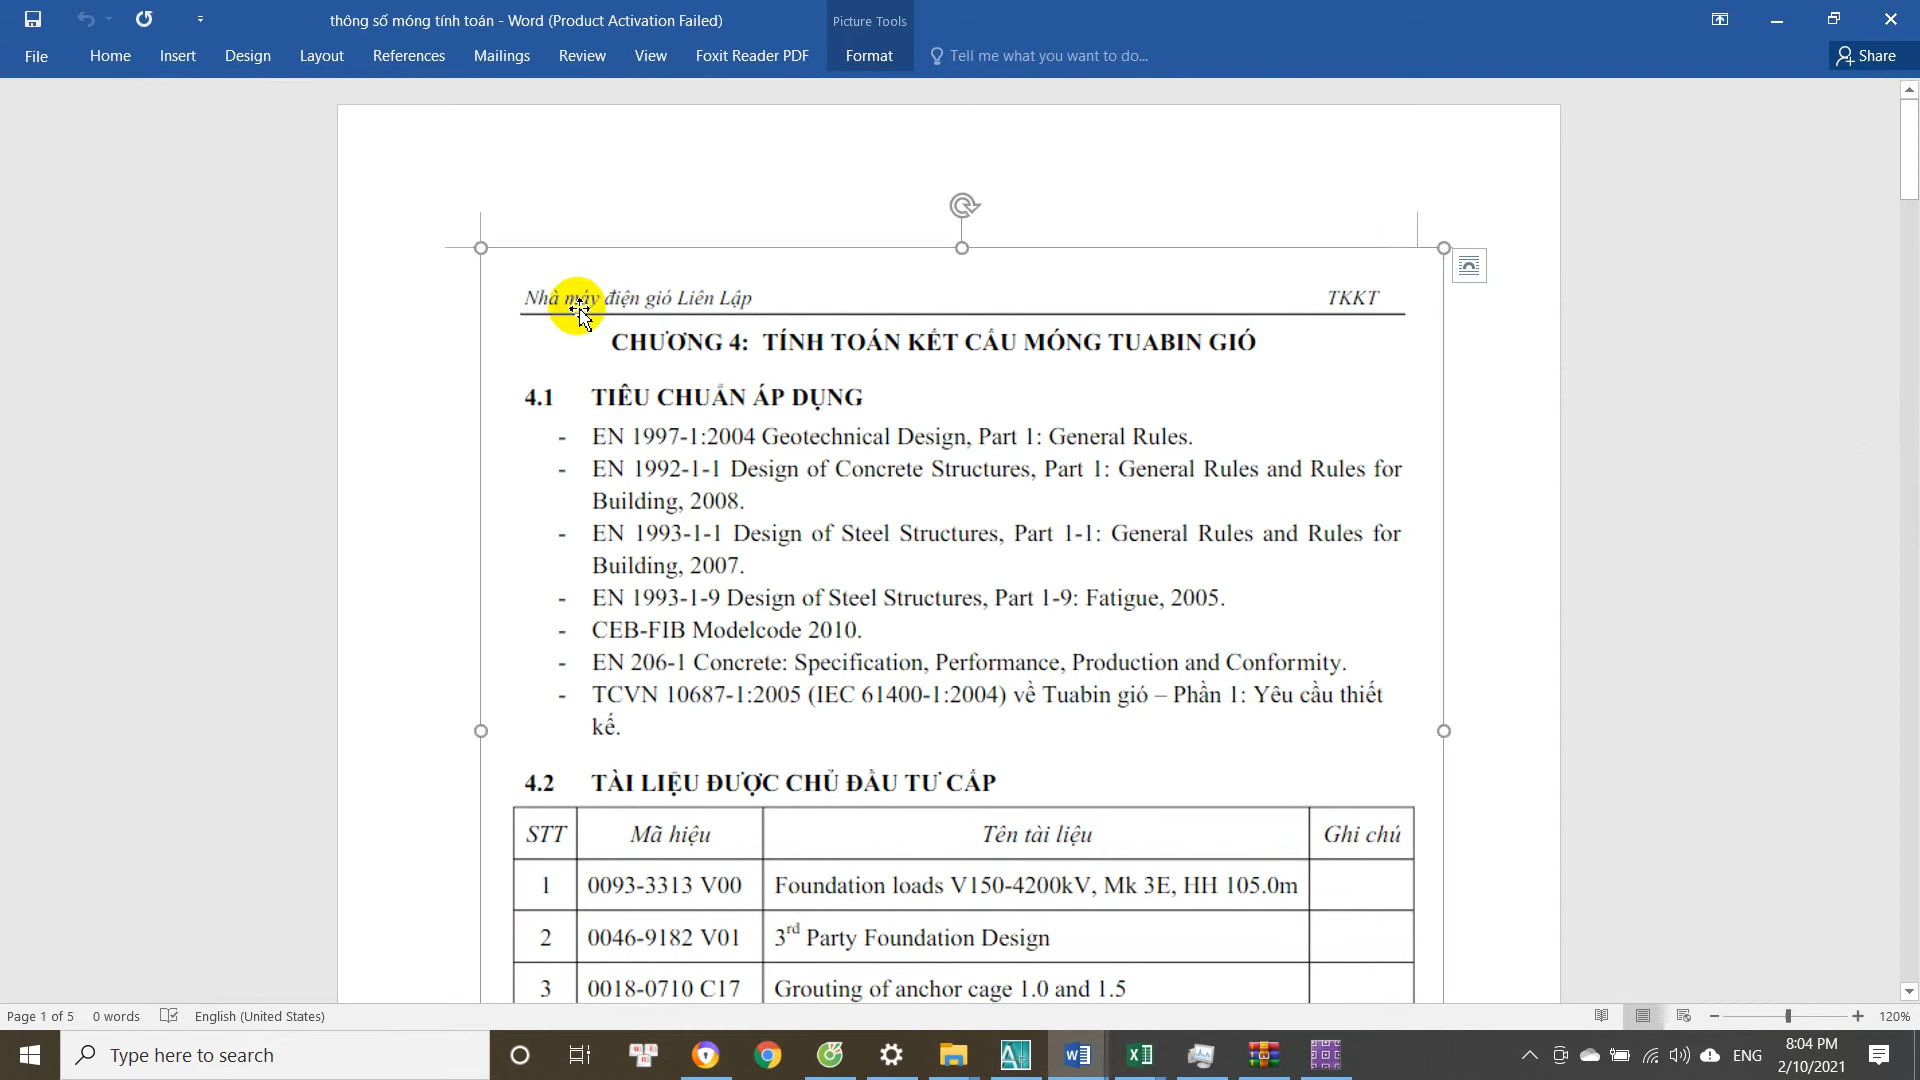 thông số móng tính toán - Word (Product Activation Failed)
Picture Tools
File
Home
Insert
Design
Layout
References
Mailings
Review
View
Foxit Reader PDF
Format
Tell me what you want to do...
Share
Nhà máy điện gió Liên Lập
TKKT
CHƯƠNG 4: TÍNH TOÁN KẾT CẤU MÓNG TUABIN GIÓ
4.1 TIÊU CHUẨN ÁP DỤNG
- EN 1997-1:2004 Geotechnical Design, Part 1: General Rules.
- EN 1992-1-1 Design of Concrete Structures, Part 1: General Rules and Rules for
Building, 2008.
- EN 1993-1-1 Design of Steel Structures, Part 1-1: General Rules and Rules for
Building, 2007.
- EN 1993-1-9 Design of Steel Structures, Part 1-9: Fatigue, 2005.
- CEB-FIB Modelcode 2010.
- EN 206-1 Concrete: Specification, Performance, Production and Conformity.
- TCVN 10687-1:2005 (IEC 61400-1:2004) về Tuabin gió – Phần 1: Yêu cầu thiết
kế.
4.2 TÀI LIỆU ĐƯỢC CHỦ ĐẦU TƯ CẤP
STT Mã hiệu Tên tài liệu Ghi chú
1 0093-3313 V00 Foundation loads V150-4200kV, Mk 3E, HH 105.0m
2 0046-9182 V01 3rd Party Foundation Design
3 0018-0710 C17 Grouting of anchor cage 1.0 and 1.5
Page 1 of 5
0 words
English (United States)
120%
Type here to search
ENG
8:04 PM
2/10/2021